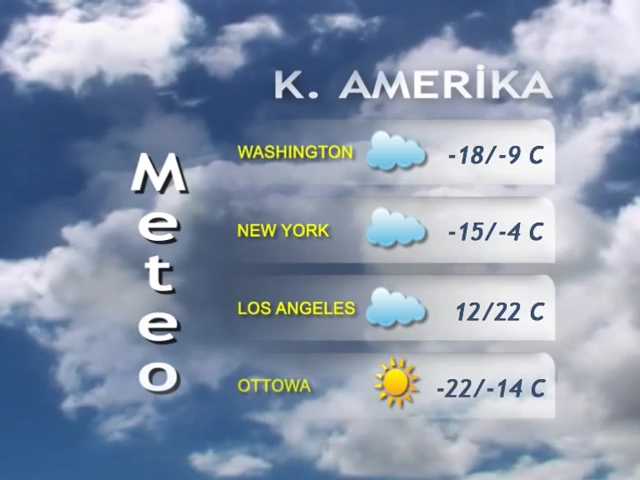 K. AMERİKA
Meteo
WASHINGTON -18/-9 C
NEW YORK -15/-4 C
LOS ANGELES 12/22 C
OTTOWA -22/-14 C